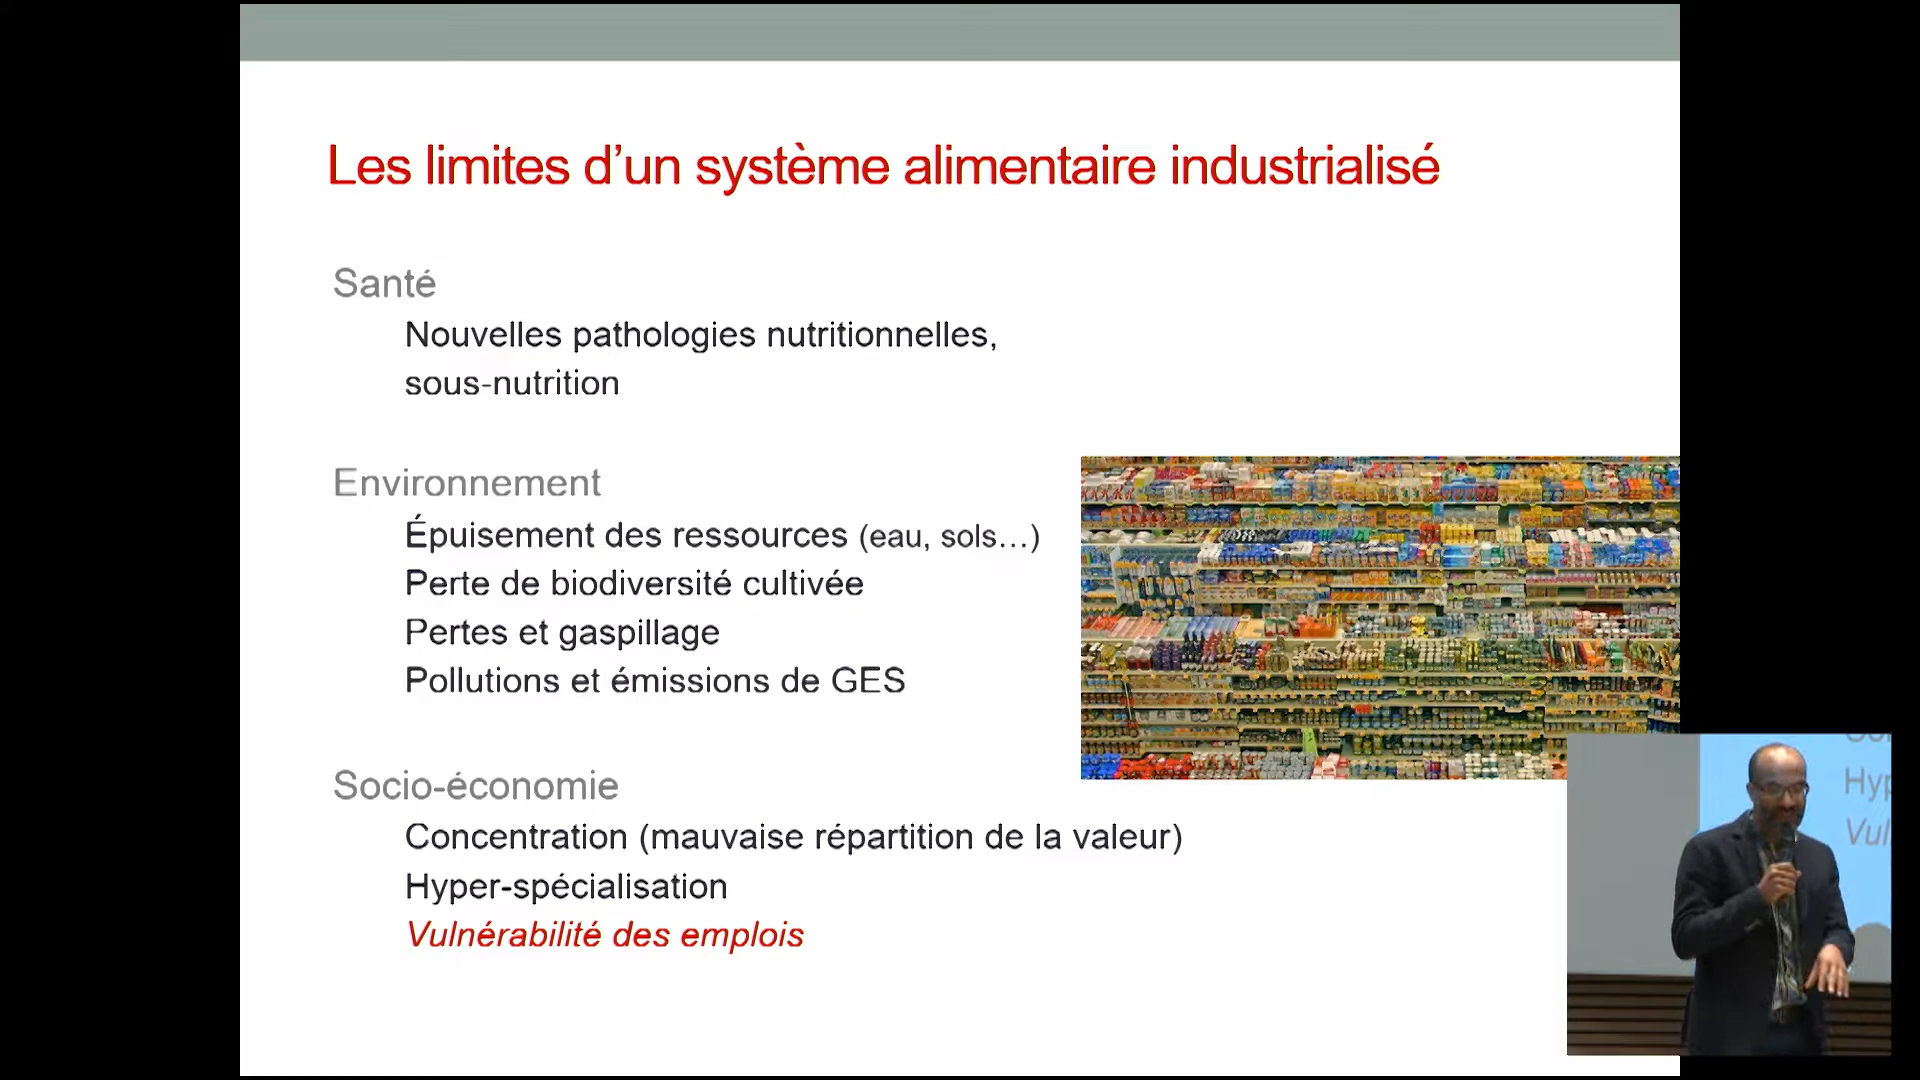 Les limites d’un système alimentaire industrialisé
Santé
Nouvelles pathologies nutritionnelles,
sous-nutrition
Environnement
Épuisement des ressources (eau, sols…)
Perte de biodiversité cultivée
Pertes et gaspillage
Pollutions et émissions de GES
Socio-économie
Concentration (mauvaise répartition de la valeur)
Hyper-spécialisation
Vulnérabilité des emplois
Hyp
Vul